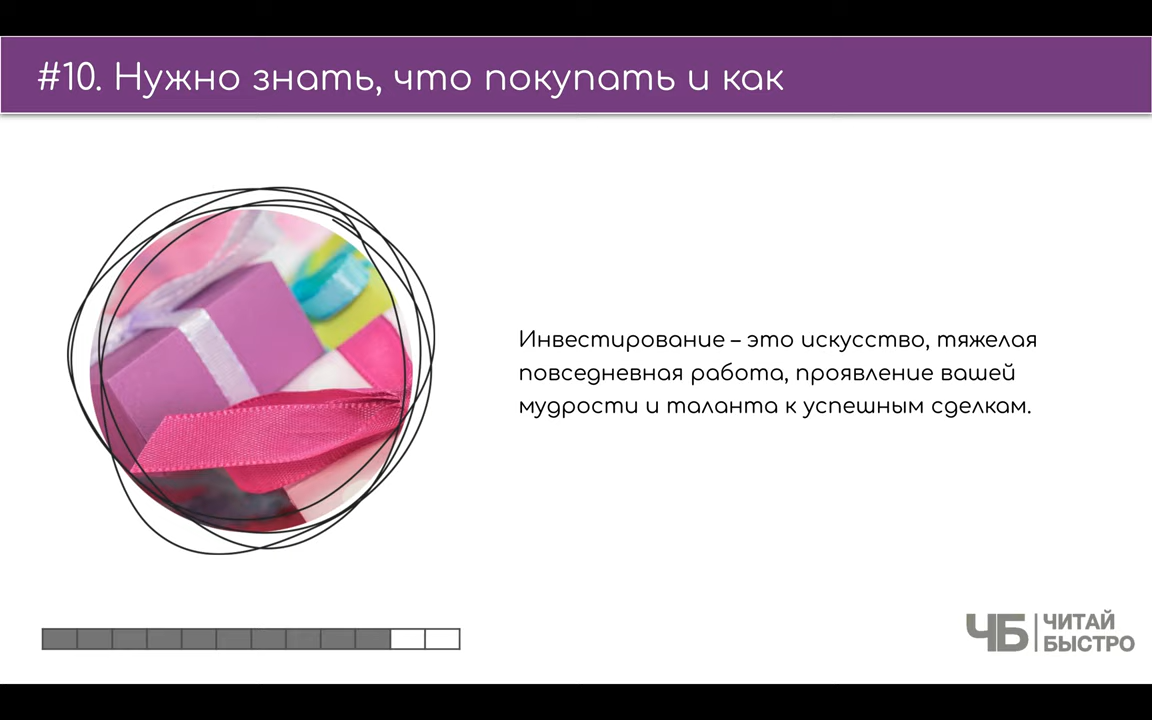 #10. Нужно знать, что покупать и как
Инвестирование – это искусство, тяжелая
повседневная работа, проявление вашей
мудрости и таланта к успешным сделкам.
ЧБ
ЧИТАЙ
БЫСТРО